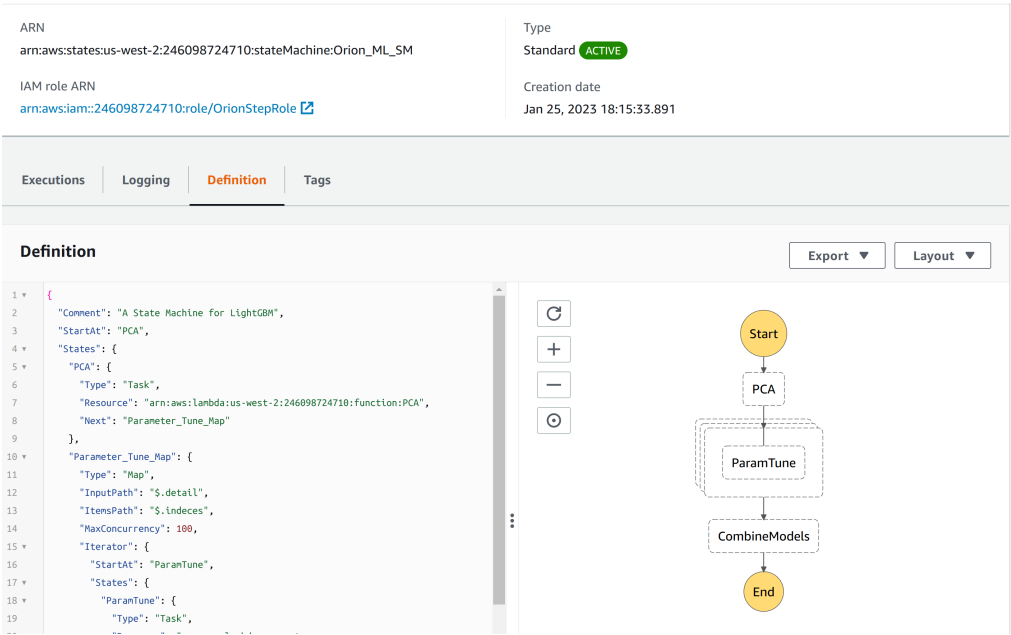 ARN
arn:aws:states:us-west-2:246098724710:stateMachine:Orion_ML_SM
IAM role ARN
arn:aws:iam::246098724710:role/OrionStepRole
Type
Standard ACTIVE
Creation date
Jan 25, 2023 18:15:33.891
Executions Logging Definition Tags
Definition
Export Layout
1 {
2 "Comment": "A State Machine for LightGBM",
3 "StartAt": "PCA",
4 "States": {
5 "PCA": {
6 "Type": "Task",
7 "Resource": "arn:aws:lambda:us-west-2:246098724710:function:PCA",
8 "Next": "Parameter_Tune_Map"
9 },
10 "Parameter_Tune_Map": {
11 "Type": "Map",
12 "InputPath": "$.detail",
13 "ItemsPath": "$.indeces",
14 "MaxConcurrency": 100,
15 "Iterator": {
16 "StartAt": "ParamTune",
17 "States": {
18 "ParamTune": {
19 "Type": "Task",
Start
PCA
ParamTune
CombineModels
End